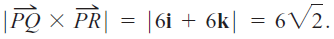 |PQ⃗ × PR⃗| = |6i + 6k| = 6√2.